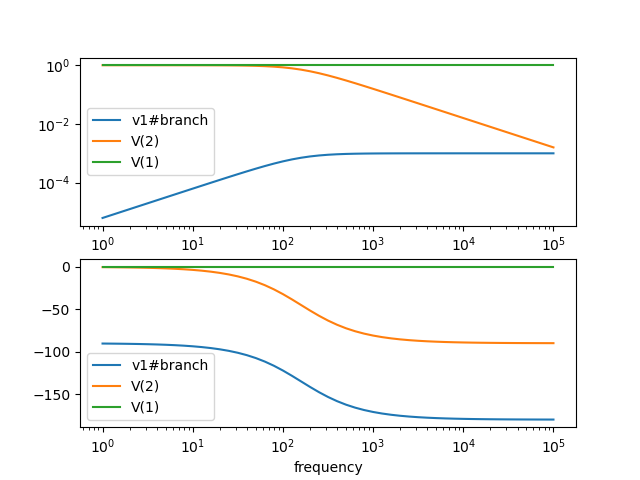 10⁰
10⁻²
10⁻⁴
v1#branch
V(2)
V(1)
10⁰ 10¹ 10² 10³ 10⁴ 10⁵
0
−50
−100
−150
v1#branch
V(2)
V(1)
10⁰ 10¹ 10² 10³ 10⁴ 10⁵
frequency